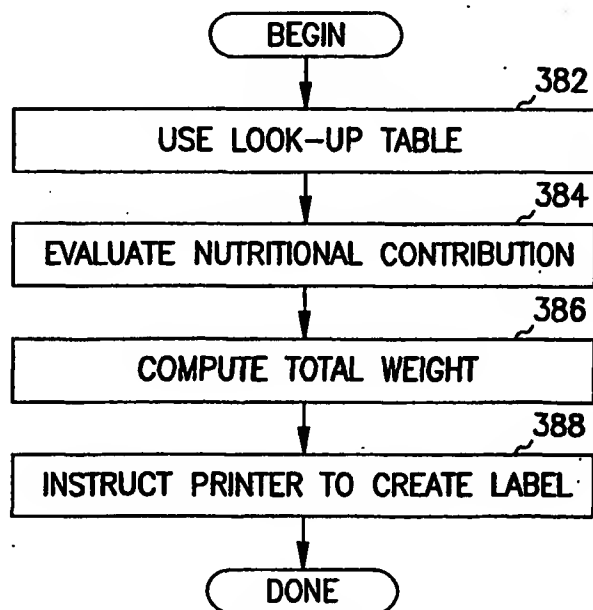 BEGIN
382
USE LOOK-UP TABLE
384
EVALUATE NUTRITIONAL CONTRIBUTION
386
COMPUTE TOTAL WEIGHT
388
INSTRUCT PRINTER TO CREATE LABEL
DONE